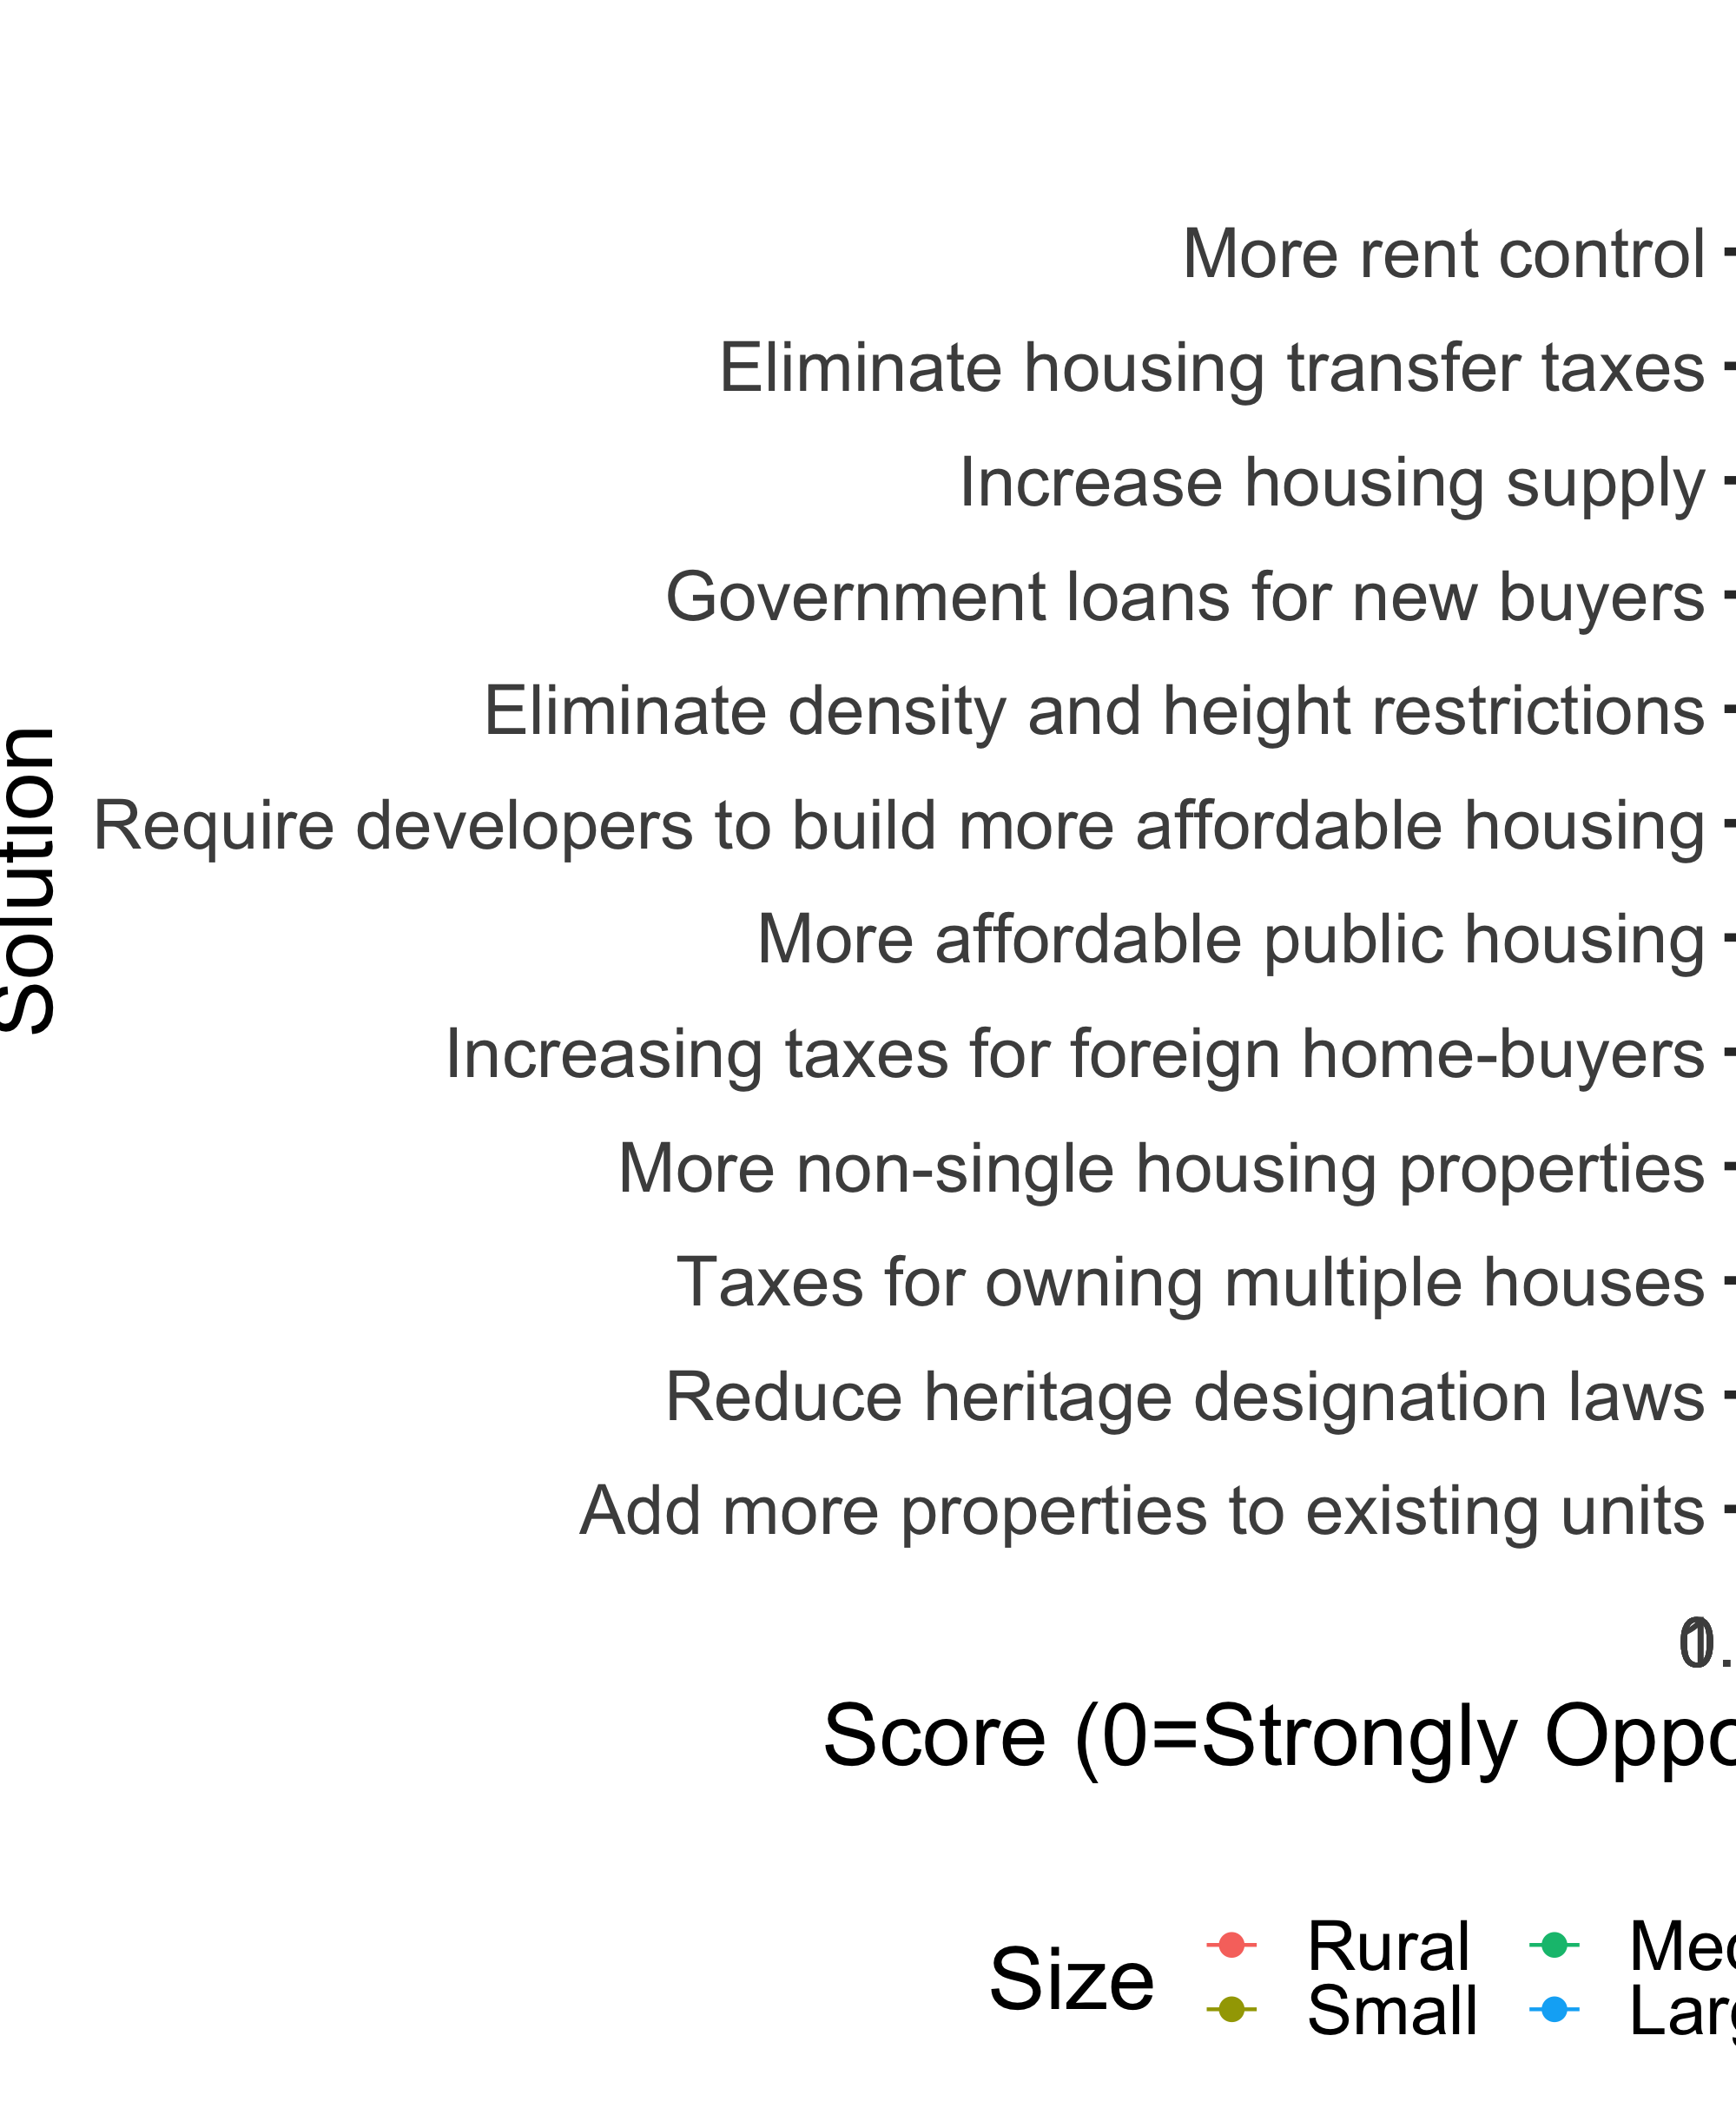 More rent control
Eliminate housing transfer taxes
Increase housing supply
Government loans for new buyers
Eliminate density and height restrictions
Require developers to build more affordable housing
More affordable public housing
Increasing taxes for foreign home-buyers
More non-single housing properties
Taxes for owning multiple houses
Reduce heritage designation laws
Add more properties to existing units
Solution
Score (0=Strongly Oppo
Size
Rural
Small